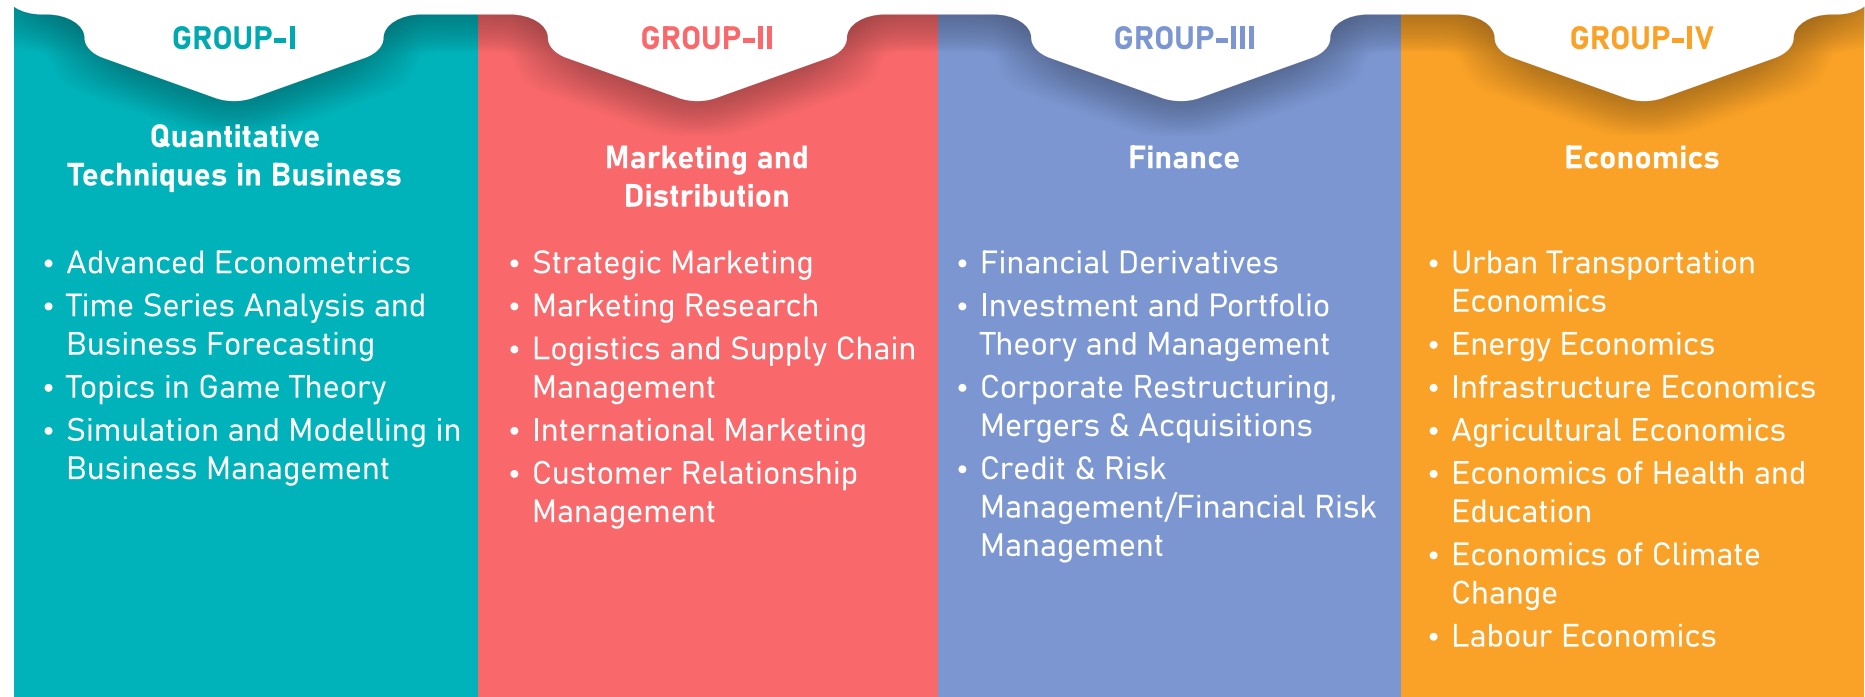 GROUP-I
Quantitative
Techniques in Business
• Advanced Econometrics
• Time Series Analysis and
Business Forecasting
• Topics in Game Theory
• Simulation and Modelling in
Business Management
GROUP-II
Marketing and
Distribution
• Strategic Marketing
• Marketing Research
• Logistics and Supply Chain
Management
• International Marketing
• Customer Relationship
Management
GROUP-III
Finance
• Financial Derivatives
• Investment and Portfolio
Theory and Management
• Corporate Restructuring,
Mergers & Acquisitions
• Credit & Risk
Management/Financial Risk
Management
GROUP-IV
Economics
• Urban Transportation
Economics
• Energy Economics
• Infrastructure Economics
• Agricultural Economics
• Economics of Health and
Education
• Economics of Climate
Change
• Labour Economics